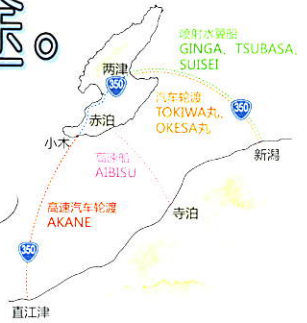 喷射水翼船
GINGA、TSUBASA、
SUISEI
两津
350
汽车轮渡
TOKIWA丸、
OKESA丸
350
赤泊
小木
新潟
高速船
AIBISU
寺泊
高速汽车轮渡
AKANE
350
直江津